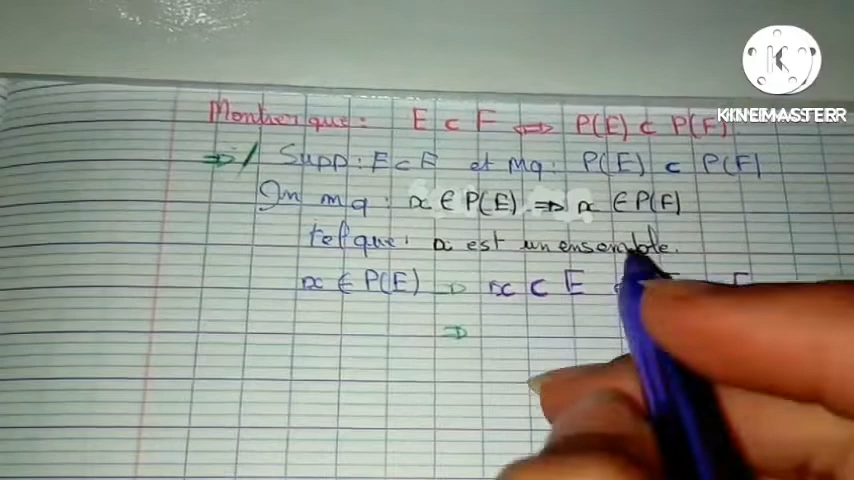 KINEMASTER
Montrer que: E ⊂ F ⟺ P(E) ⊂ P(F)
⇒/ Supp: E ⊂ E et Mq: P(E) ⊂ P(F)
On mq: x ∈ P(E) ⇒ x ∈ P(F)
tel que: x est un ensemble.
x ∈ P(E) ⇒ x ⊂ E
⇒